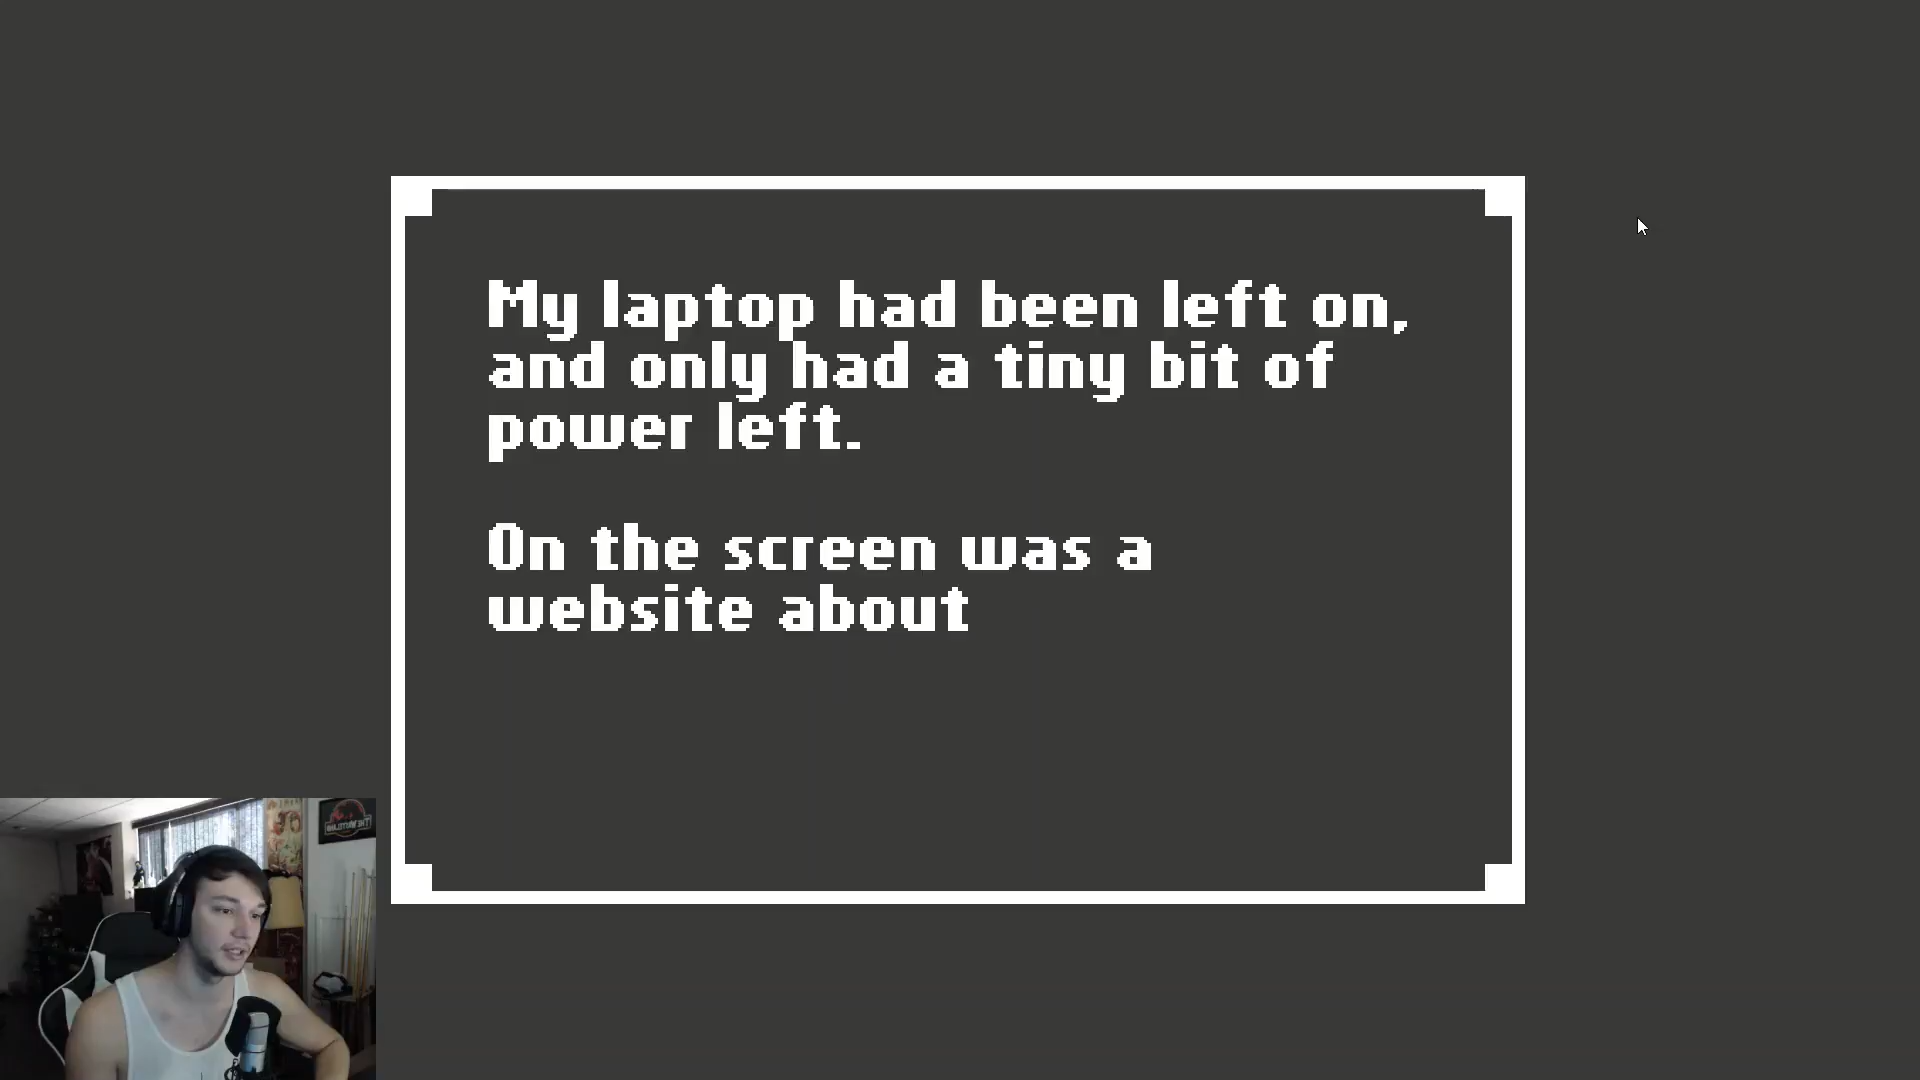 My laptop had been left on,
and only had a tiny bit of
power left.
On the screen was a
website about